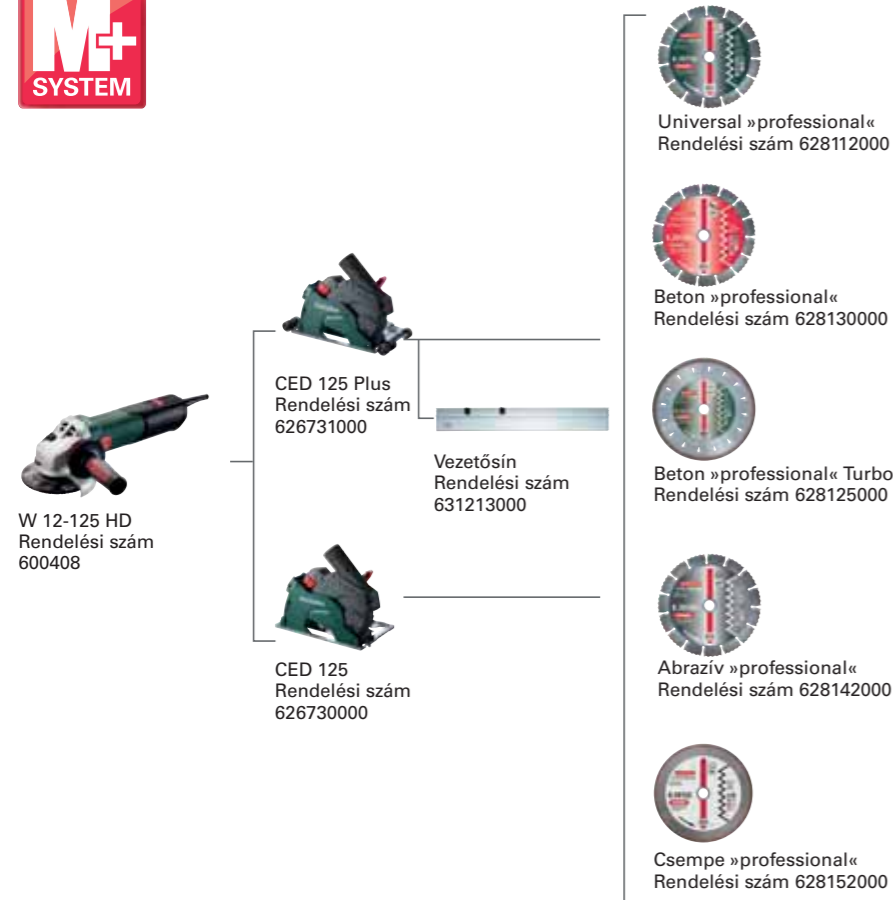 M+
SYSTEM
Universal »professional«
Rendelési szám 628112000
Beton »professional«
Rendelési szám 628130000
CED 125 Plus
Rendelési szám
626731000
Vezetősín
Rendelési szám
631213000
Beton »professional« Turbo
Rendelési szám 628125000
W 12-125 HD
Rendelési szám
600408
CED 125
Rendelési szám
626730000
Abrazív »professional«
Rendelési szám 628142000
Csempe »professional«
Rendelési szám 628152000